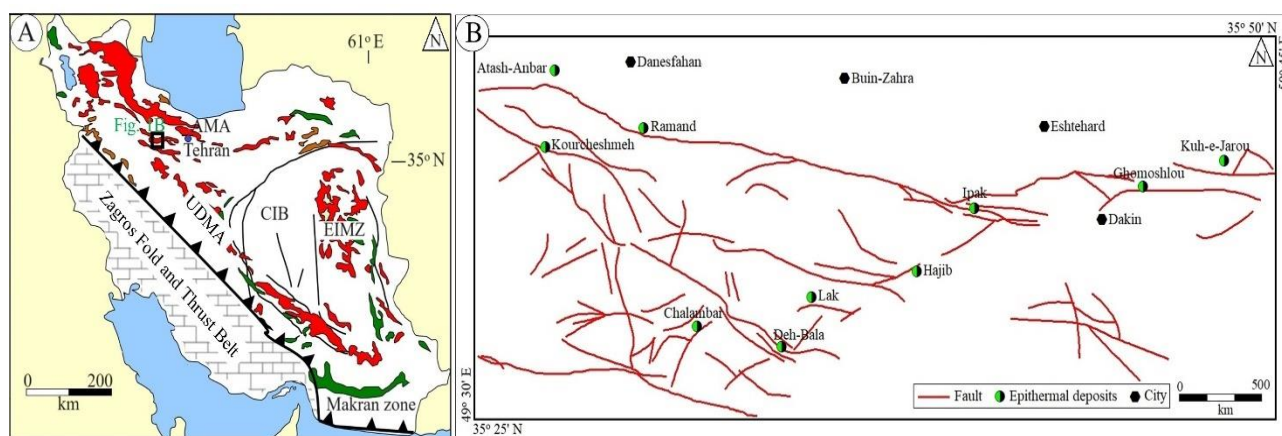 A
61° E
N
Fig. 1B
AMA
Tehran
35° N
UDMA
CIB
EIMZ
Zagros Fold and Thrust Belt
0 200
km
Makran zone
B
35° 50' N
N
Atash-Anbar
Danesfahan
Buin-Zahra
Ramand
Eshtehard
Kourcheshmeh
Kuh-e-Jarou
Ghomoshlou
Ipak
Dakin
Hajib
Lak
Chalambar
Deh-Bala
49° 30' E
Fault
Epithermal deposits
City
0 500
km
35° 25' N